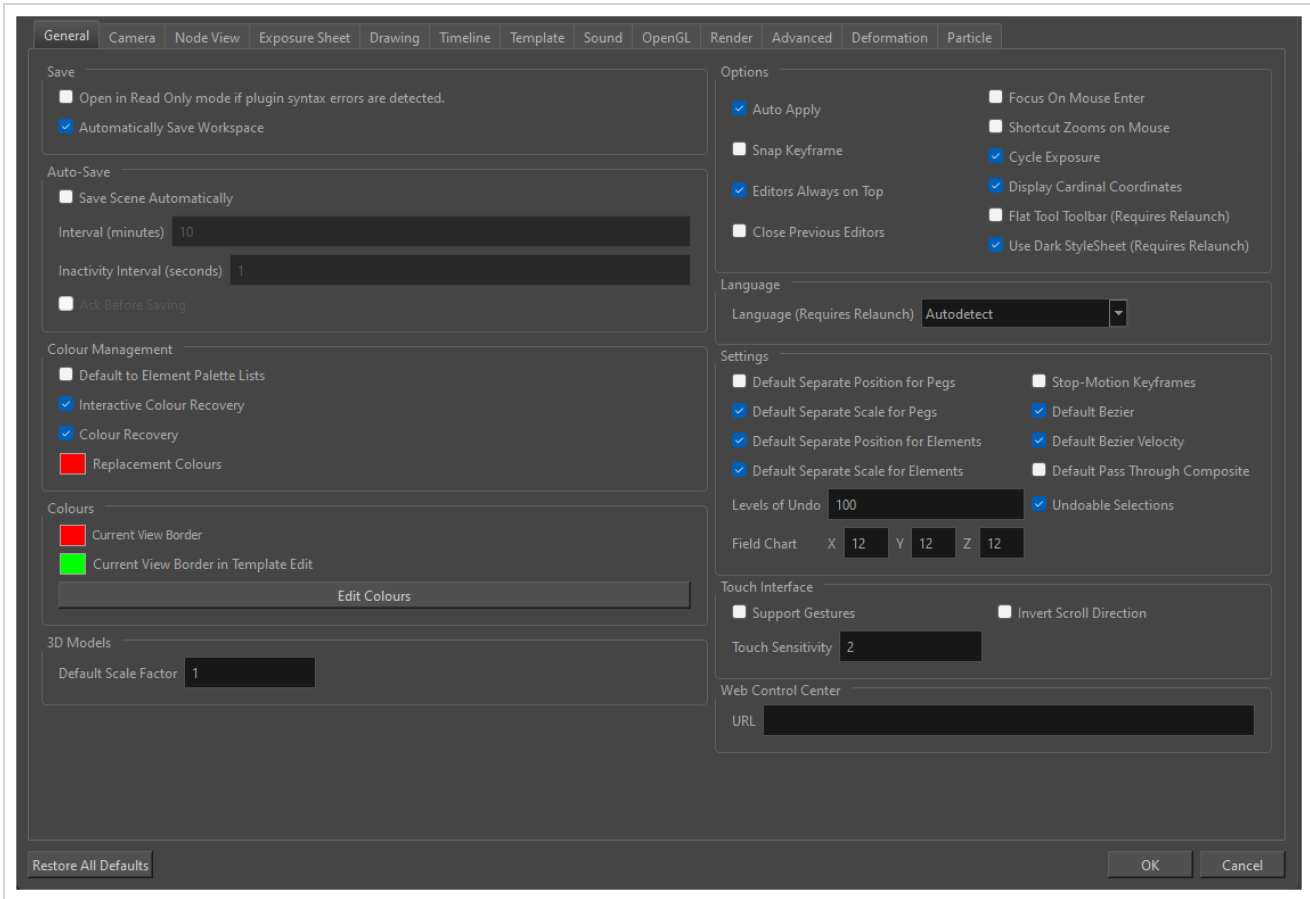 General Camera Node View Exposure Sheet Drawing Timeline Template Sound OpenGL Render Advanced Deformation Particle
Save
Open in Read Only mode if plugin syntax errors are detected.
Automatically Save Workspace
Auto-Save
Save Scene Automatically
Interval (minutes) 10
Inactivity Interval (seconds) 1
Ask Before Saving
Colour Management
Default to Element Palette Lists
Interactive Colour Recovery
Colour Recovery
Replacement Colours
Colours
Current View Border
Current View Border in Template Edit
Edit Colours
3D Models
Default Scale Factor 1
Options
Auto Apply
Snap Keyframe
Editors Always on Top
Close Previous Editors
Focus On Mouse Enter
Shortcut Zooms on Mouse
Cycle Exposure
Display Cardinal Coordinates
Flat Tool Toolbar (Requires Relaunch)
Use Dark StyleSheet (Requires Relaunch)
Language
Language (Requires Relaunch) Autodetect
Settings
Default Separate Position for Pegs Stop-Motion Keyframes
Default Separate Scale for Pegs Default Bezier
Default Separate Position for Elements Default Bezier Velocity
Default Separate Scale for Elements Default Pass Through Composite
Levels of Undo 100 Undoable Selections
Field Chart X 12 Y 12 Z 12
Touch Interface
Support Gestures Invert Scroll Direction
Touch Sensitivity 2
Web Control Center
URL
Restore All Defaults OK Cancel